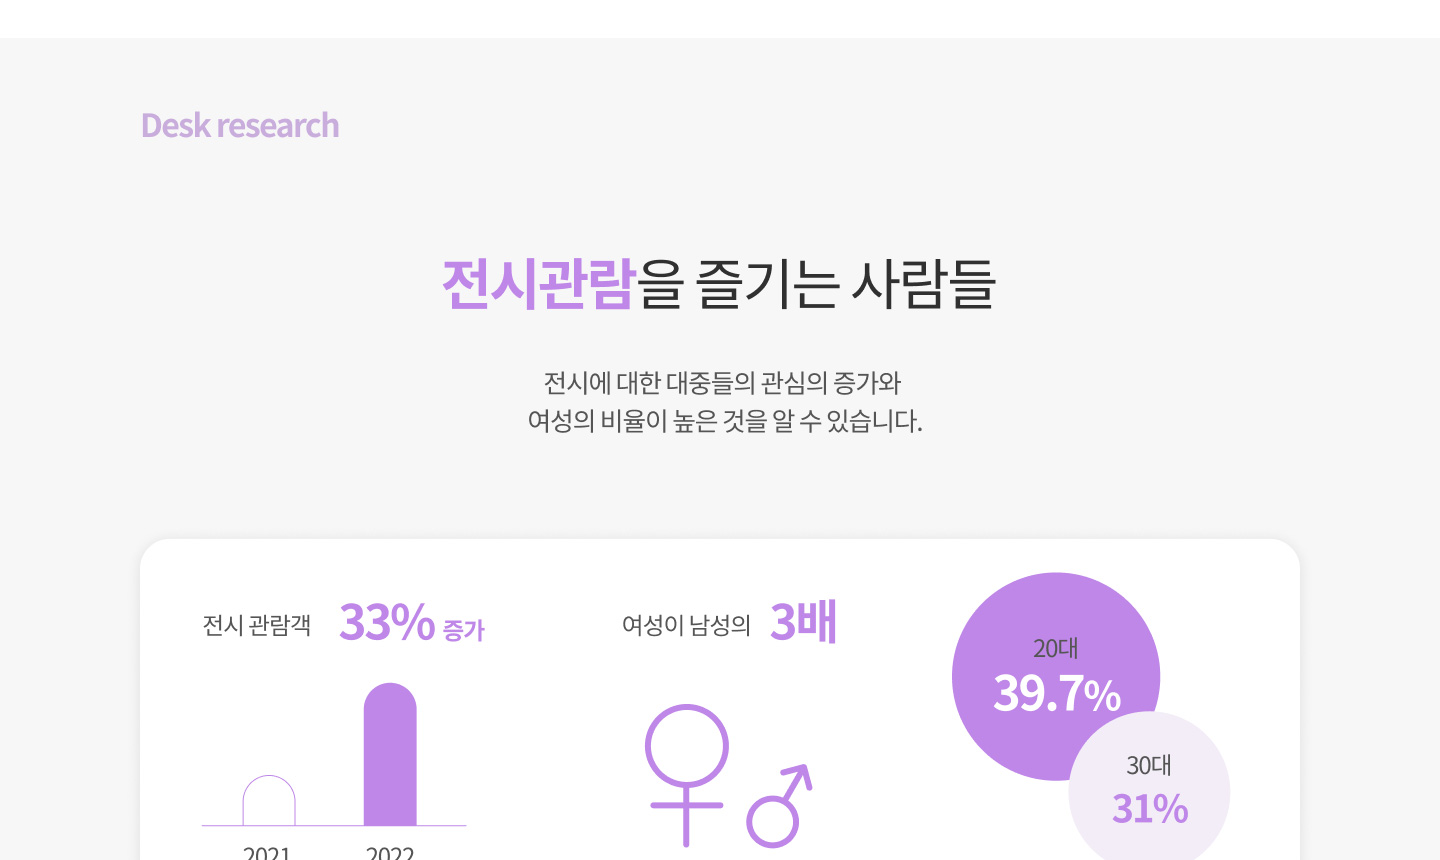 Desk research
전시관람을 즐기는 사람들
전시에 대한 대중들의 관심의 증가와
여성의 비율이 높은 것을 알 수 있습니다.
전시 관람객 33% 증가
여성이 남성의 3배
20대
39.7%
30대
31%
2021
2022